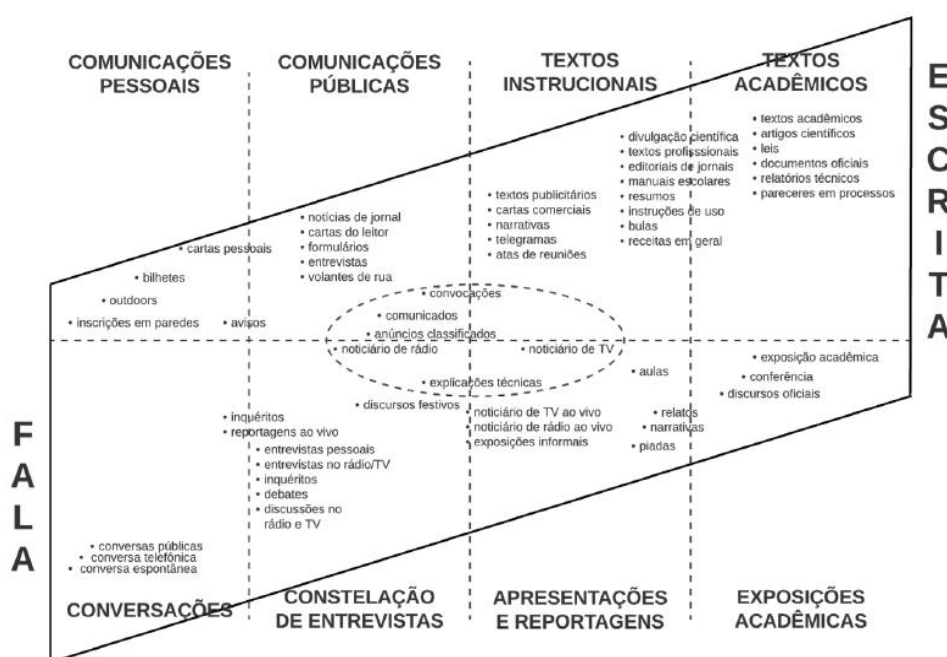 COMUNICAÇÕES
PESSOAIS
COMUNICAÇÕES
PÚBLICAS
TEXTOS
INSTRUCIONAIS
TEXTOS
ACADÊMICOS
ESCRITA
• cartas pessoais
• bilhetes
• outdoors
• inscrições em paredes
• avisos
• notícias de jornal
• cartas do leitor
• formulários
• entrevistas
• volantes de rua
• textos publicitários
• cartas comerciais
• narrativas
• telegramas
• atas de reuniões
• divulgação científica
• textos profisssionais
• editoriais de jornais
• manuais escolares
• resumos
• instruções de uso
• bulas
• receitas em geral
• textos acadêmicos
• artigos científicos
• leis
• documentos oficiais
• relatórios técnicos
• pareceres em processos
• convocações
• comunicados
• anúncios classificados
• noticiário de rádio
• noticiário de TV
• explicações técnicas
FALA
• inquéritos
• reportagens ao vivo
• conversas públicas
• conversa telefônica
• conversa espontânea
• discursos festivos
• entrevistas pessoais
• entrevistas no rádio/TV
• inquéritos
• debates
• discussões no
rádio e TV
• noticiário de TV ao vivo
• noticiário de rádio ao vivo
• exposições informais
• aulas
• relatos
• narrativas
• piadas
• exposição acadêmica
• conferência
• discursos oficiais
CONVERSAÇÕES
CONSTELAÇÃO
DE ENTREVISTAS
APRESENTAÇÕES
E REPORTAGENS
EXPOSIÇÕES
ACADÊMICAS